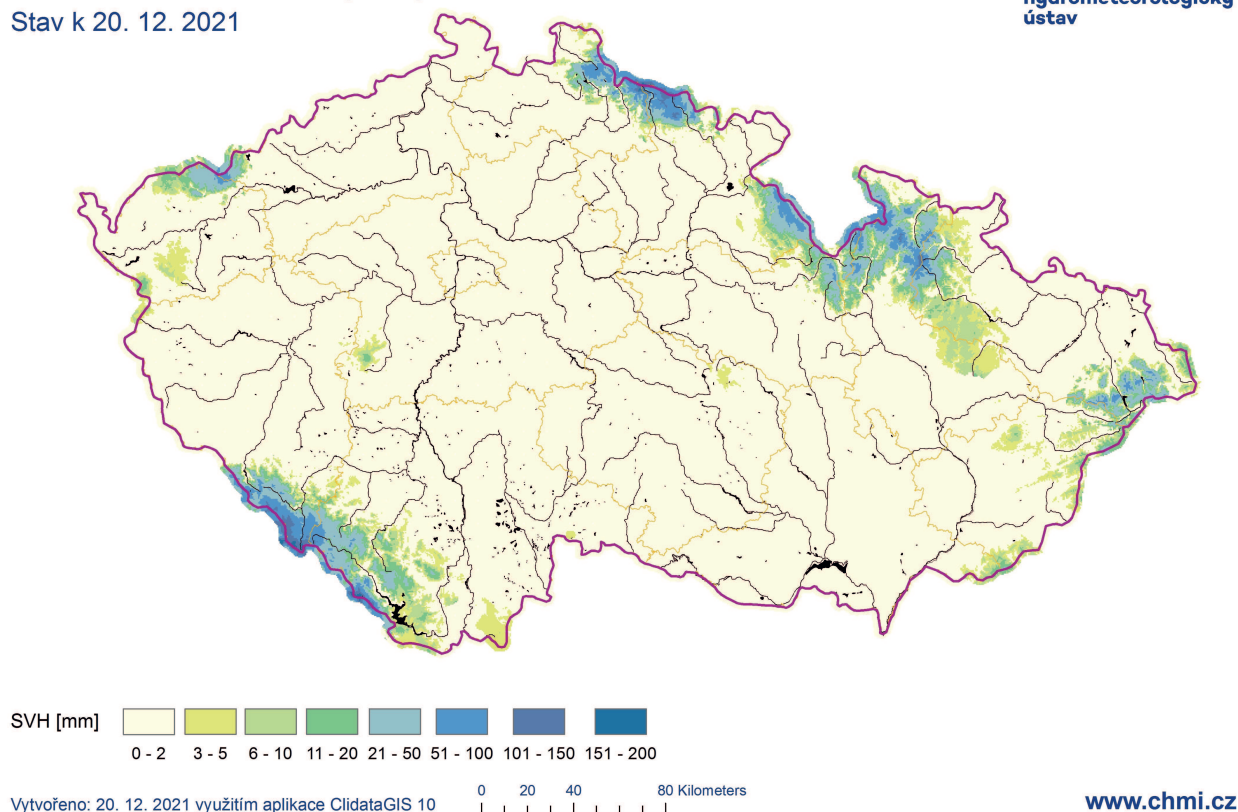 Stav k 20. 12. 2021
hydrometeorologický
ústav
SVH [mm]
0 - 2 3 - 5 6 - 10 11 - 20 21 - 50 51 - 100 101 - 150 151 - 200
0 20 40 80 Kilometers
Vytvořeno: 20. 12. 2021 využitím aplikace ClidataGIS 10
www.chmi.cz